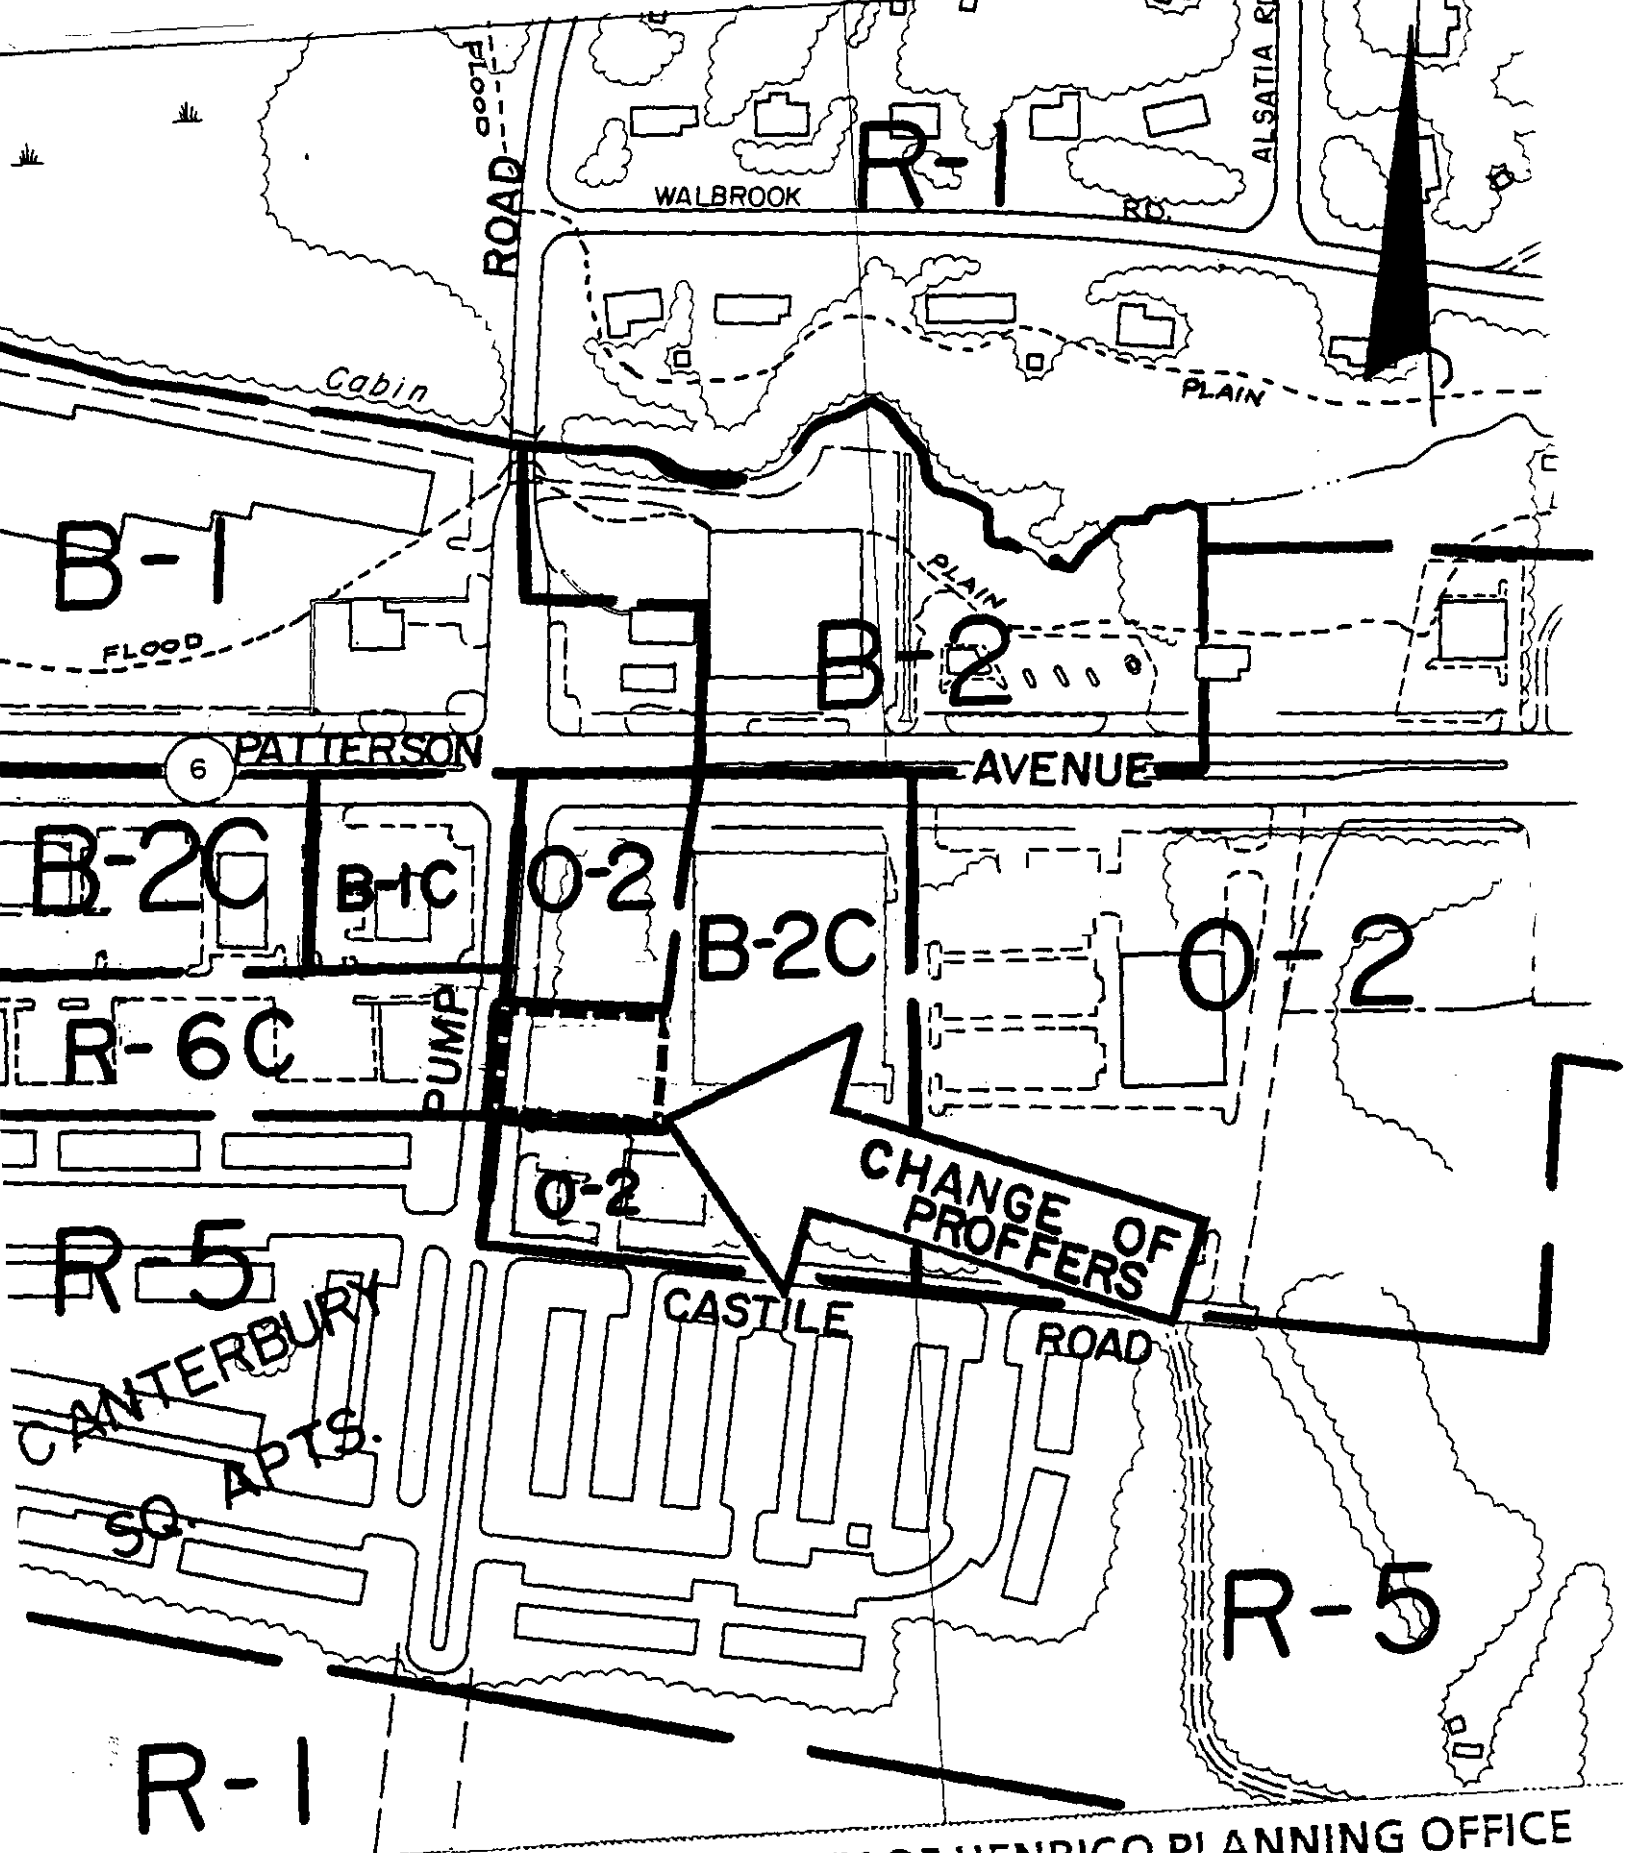 FLOOD
ALSATIA RD.
R-1
ROAD
WALBROOK RD.
Cabin
PLAIN
B-1
PLAIN
FLOOD
B-2
6
PATTERSON AVENUE
B-2C
B-1C
O-2
B-2C
O-2
R-6C
PUMP
CHANGE OF
PROFFERS
O-2
R-5
CASTILE ROAD
CANTERBURY
SQ. APTS.
R-5
R-1
HENRICO PLANNING OFFICE